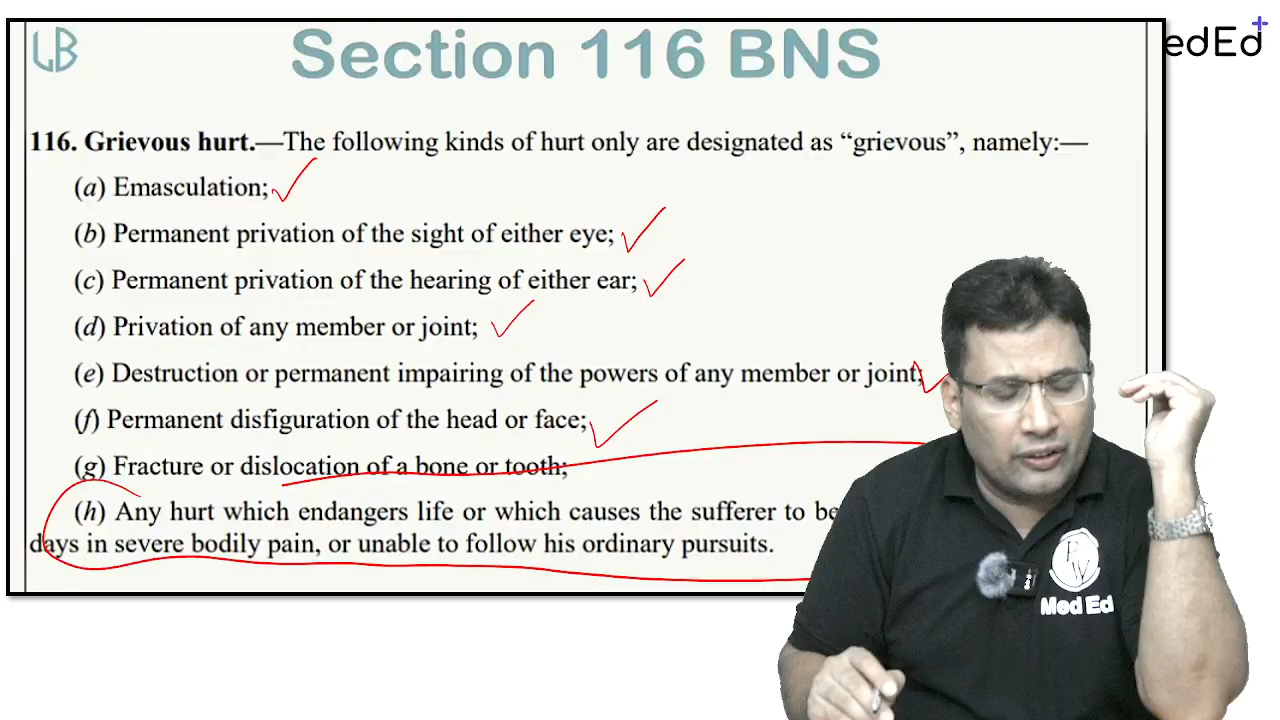 LB
Section 116 BNS
edEd+
116. Grievous hurt.—The following kinds of hurt only are designated as “grievous”, namely:—
(a) Emasculation;
(b) Permanent privation of the sight of either eye;
(c) Permanent privation of the hearing of either ear;
(d) Privation of any member or joint;
(e) Destruction or permanent impairing of the powers of any member or joint;
(f) Permanent disfiguration of the head or face;
(g) Fracture or dislocation of a bone or tooth;
(h) Any hurt which endangers life or which causes the sufferer to be
days in severe bodily pain, or unable to follow his ordinary pursuits.
PW
Med Ed